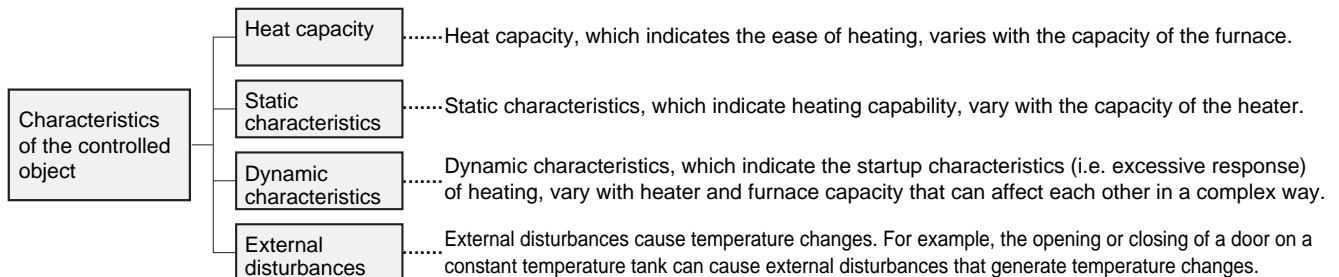 Characteristics
of the controlled
object
Heat capacity
Heat capacity, which indicates the ease of heating, varies with the capacity of the furnace.
Static
characteristics
Static characteristics, which indicate heating capability, vary with the capacity of the heater.
Dynamic
characteristics
Dynamic characteristics, which indicate the startup characteristics (i.e. excessive response)
of heating, vary with heater and furnace capacity that can affect each other in a complex way.
External
disturbances
External disturbances cause temperature changes. For example, the opening or closing of a door on a
constant temperature tank can cause external disturbances that generate temperature changes.